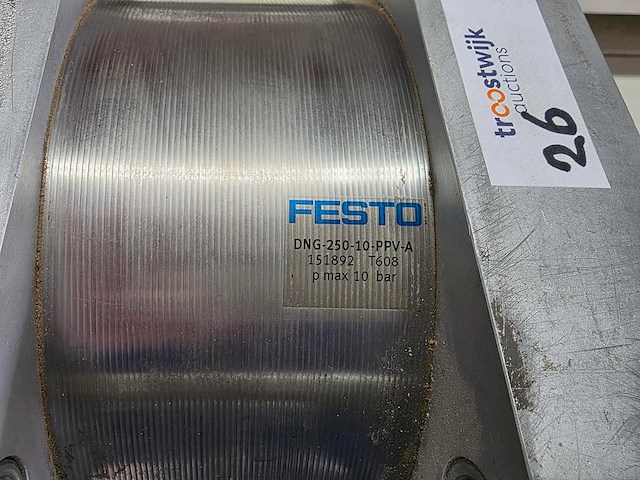 troostwijk
auctions
26
FESTO
DNG-250-10-PPV-A
151892 T608
p max 10 bar